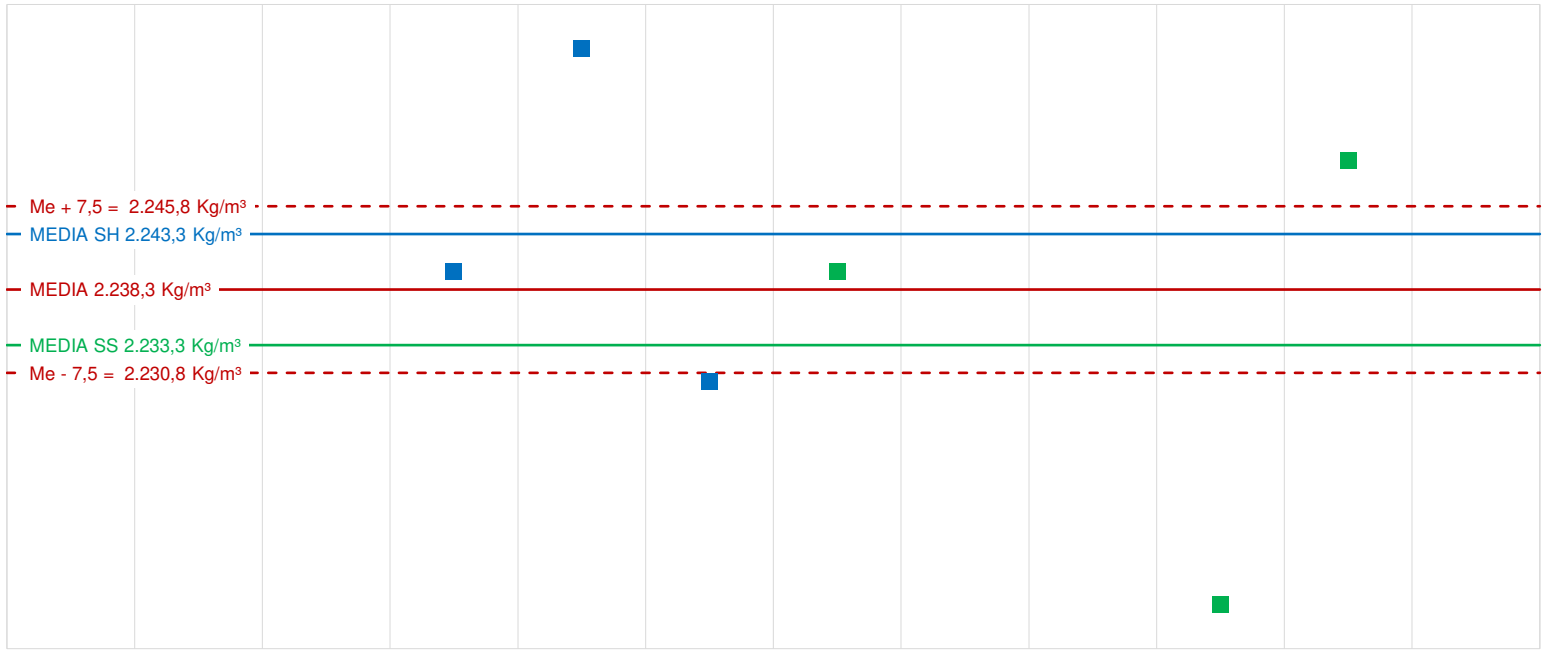 Me + 7,5 =  2.245,8 Kg/m³
MEDIA SH 2.243,3 Kg/m³
MEDIA 2.238,3 Kg/m³
MEDIA SS 2.233,3 Kg/m³
Me - 7,5 =  2.230,8 Kg/m³